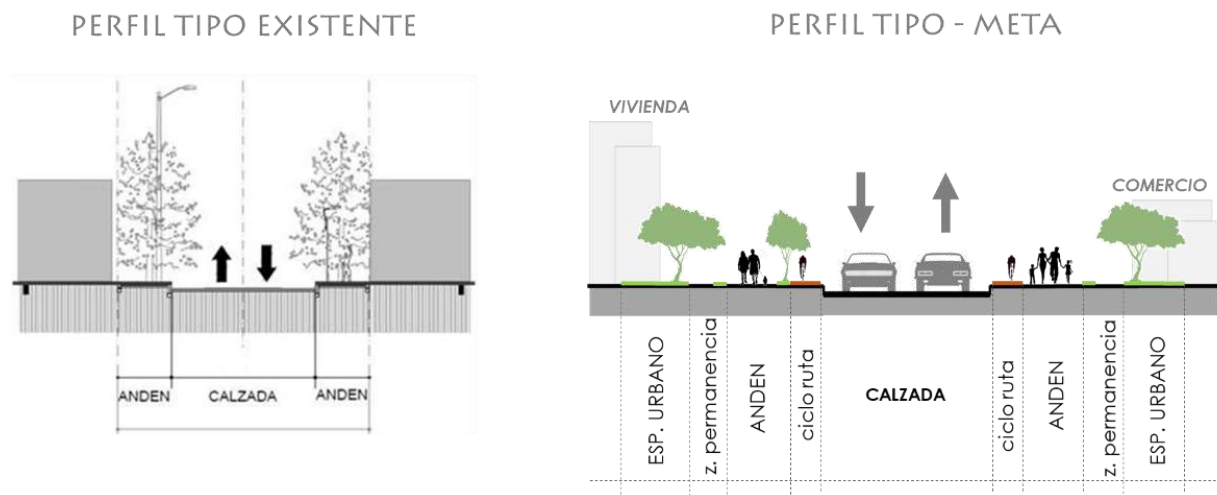 PERFIL TIPO EXISTENTE
ANDEN
CALZADA
ANDEN
PERFIL TIPO - META
VIVIENDA
COMERCIO
ESP. URBANO
z. permanencia
ANDEN
ciclo ruta
CALZADA
ciclo ruta
ANDEN
z. permanencia
ESP. URBANO